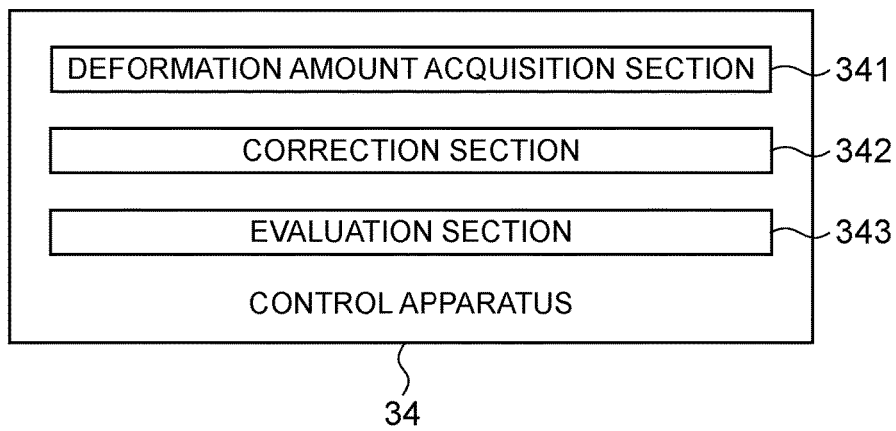 DEFORMATION AMOUNT ACQUISITION SECTION 341
CORRECTION SECTION 342
EVALUATION SECTION 343
CONTROL APPARATUS
34